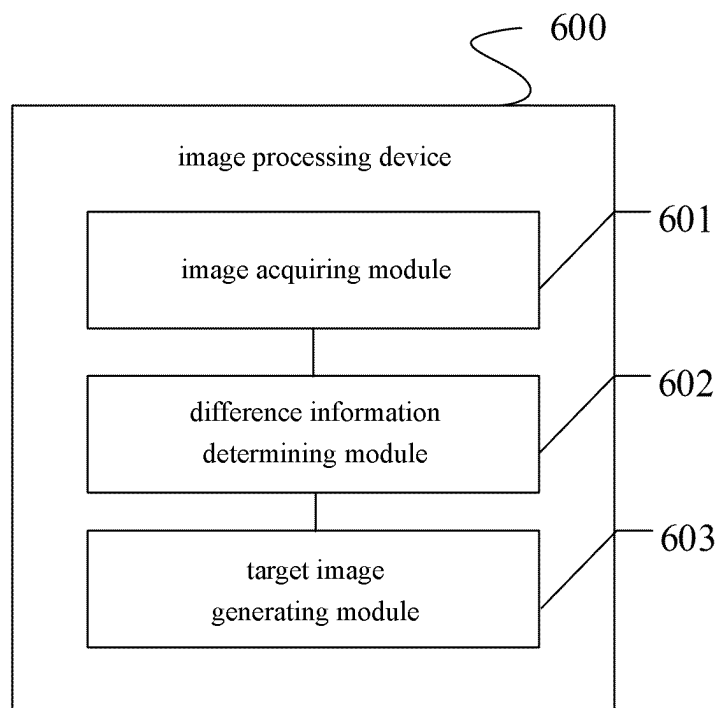 600
image processing device
601
image acquiring module
602
difference information
determining module
603
target image
generating module